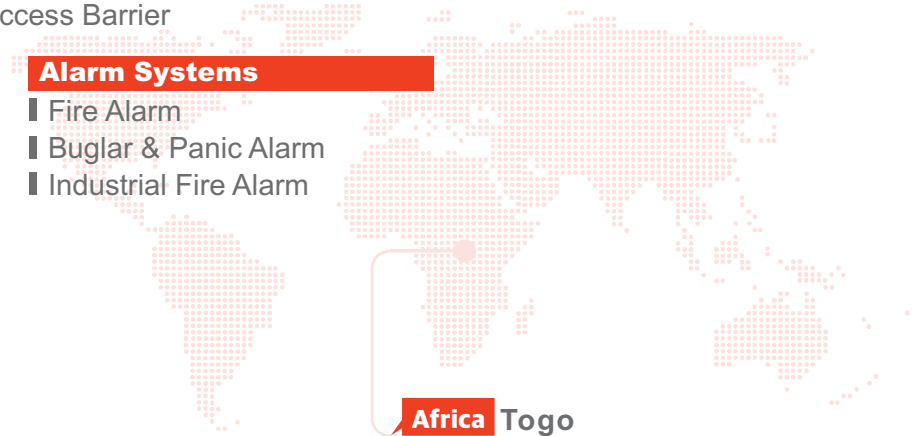 ccess Barrier
Alarm Systems
Fire Alarm
Buglar & Panic Alarm
Industrial Fire Alarm
Africa Togo